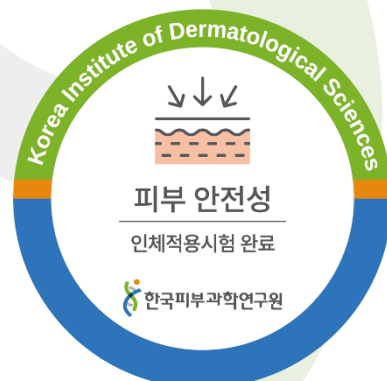 Korea Institute of Dermatological Sciences
피부 안전성
인체적용시험 완료
한국피부과학연구원